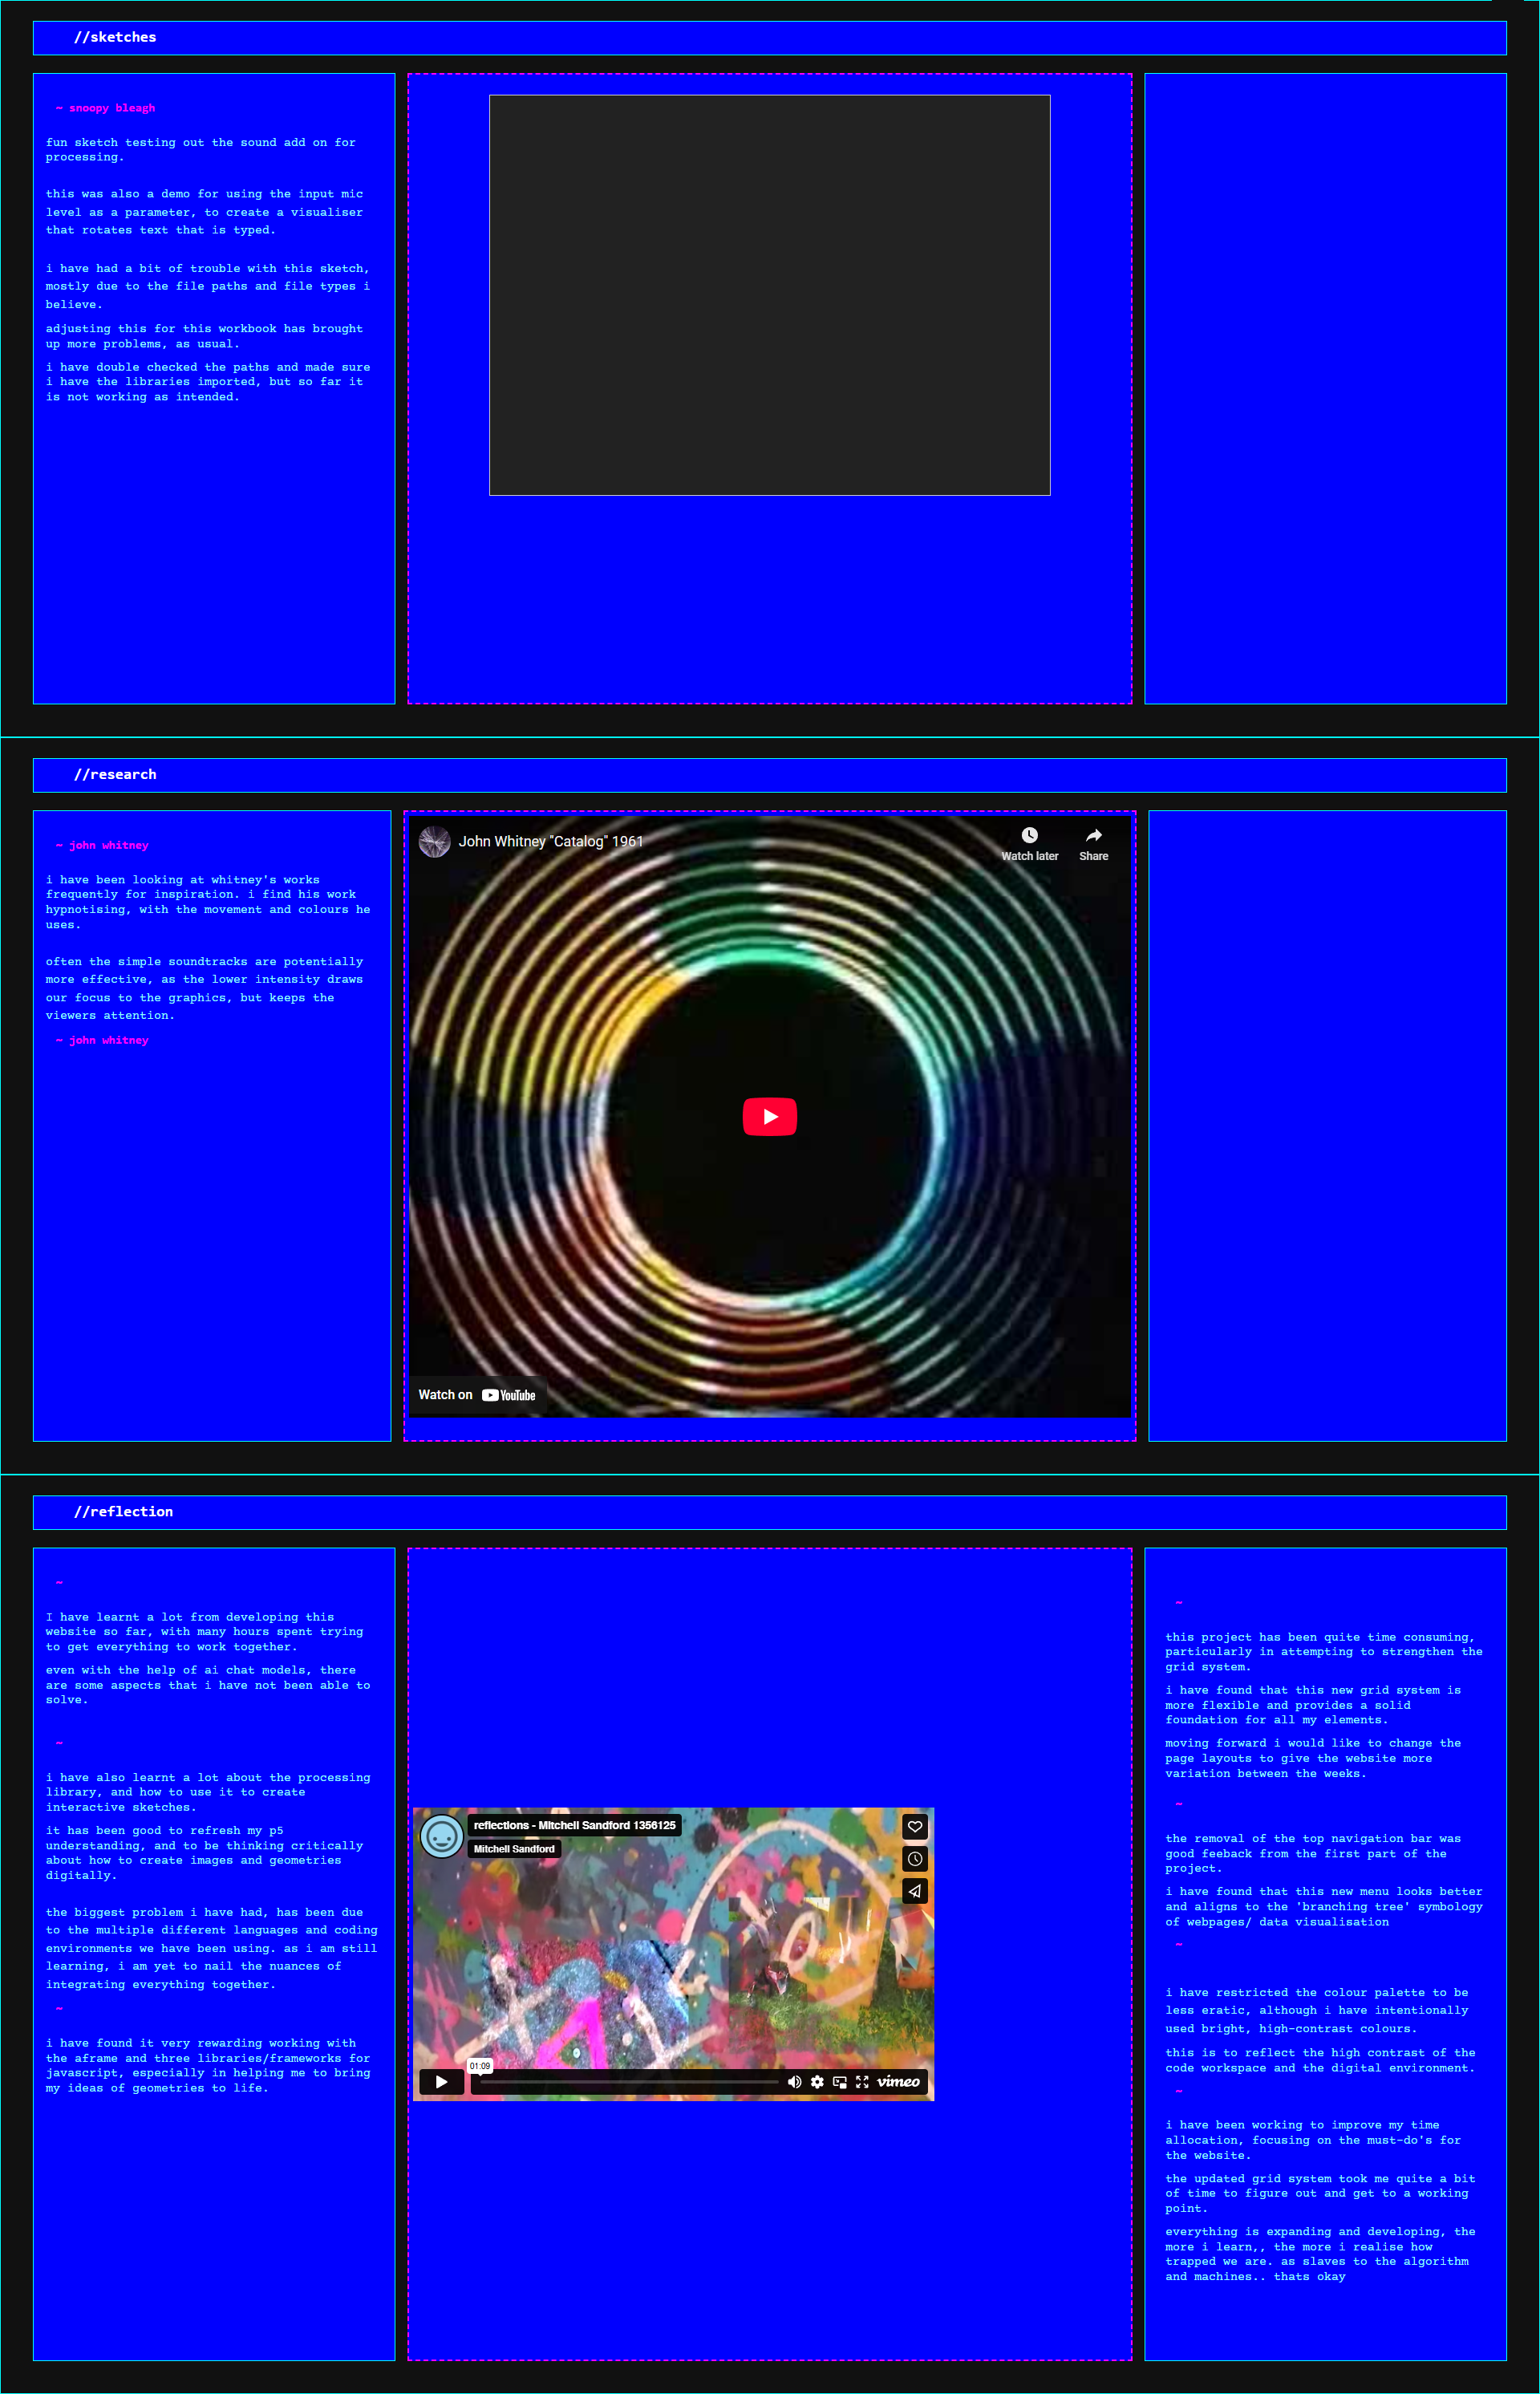 //sketches
~ snoopy bleagh
fun sketch testing out the sound add on for
processing.
this was also a demo for using the input mic
level as a parameter, to create a visualiser
that rotates text that is typed.
i have had a bit of trouble with this sketch,
mostly due to the file paths and file types i
believe.
adjusting this for this workbook has brought
up more problems, as usual.
i have double checked the paths and made sure
i have the libraries imported, but so far it
is not working as intended.
//research
~ john whitney
i have been looking at whitney's works
frequently for inspiration. i find his work
hypnotising, with the movement and colours he
uses.
often the simple soundtracks are potentially
more effective, as the lower intensity draws
our focus to the graphics, but keeps the
viewers attention.
~ john whitney
John Whitney "Catalog" 1961
Watch later
Share
Watch on YouTube
//reflection
~
I have learnt a lot from developing this
website so far, with many hours spent trying
to get everything to work together.
even with the help of ai chat models, there
are some aspects that i have not been able to
solve.
~
i have also learnt a lot about the processing
library, and how to use it to create
interactive sketches.
it has been good to refresh my p5
understanding, and to be thinking critically
about how to create images and geometries
digitally.
the biggest problem i have had, has been due
to the multiple different languages and coding
environments we have been using. as i am still
learning, i am yet to nail the nuances of
integrating everything together.
~
i have found it very rewarding working with
the aframe and three libraries/frameworks for
javascript, especially in helping me to bring
my ideas of geometries to life.
reflections - Mitchell Sandford 1356125
Mitchell Sandford
01:09
vimeo
~
this project has been quite time consuming,
particularly in attempting to strengthen the
grid system.
i have found that this new grid system is
more flexible and provides a solid
foundation for all my elements.
moving forward i would like to change the
page layouts to give the website more
variation between the weeks.
~
the removal of the top navigation bar was
good feeback from the first part of the
project.
i have found that this new menu looks better
and aligns to the 'branching tree' symbology
of webpages/ data visualisation
~
i have restricted the colour palette to be
less eratic, although i have intentionally
used bright, high-contrast colours.
this is to reflect the high contrast of the
code workspace and the digital environment.
~
i have been working to improve my time
allocation, focusing on the must-do's for
the website.
the updated grid system took me quite a bit
of time to figure out and get to a working
point.
everything is expanding and developing, the
more i learn,, the more i realise how
trapped we are. as slaves to the algorithm
and machines.. thats okay